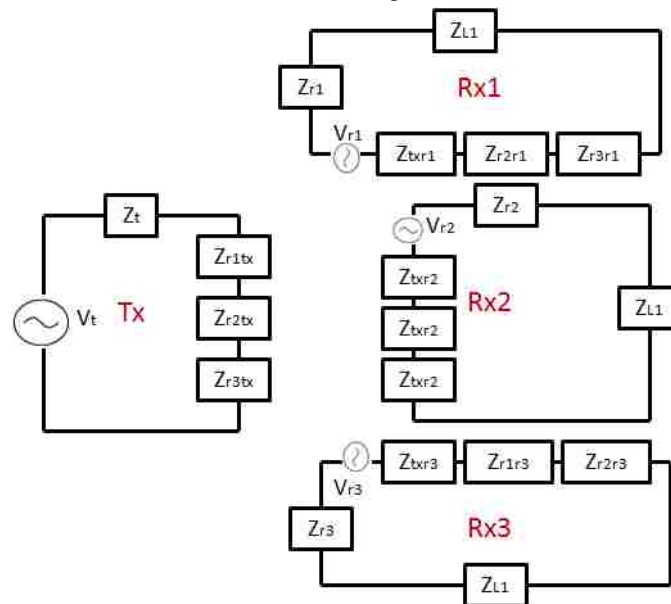 ZL1
Zr1
Rx1
Vr1
Ztxr1
Zr2r1
Zr3r1
Zt
Zr1tx
Zr2tx
Zr3tx
Vt
Tx
Zr2
Vr2
Ztxr2
Ztxr2
Ztxr2
Rx2
ZL1
Vr3
Ztxr3
Zr1r3
Zr2r3
Zr3
Rx3
ZL1